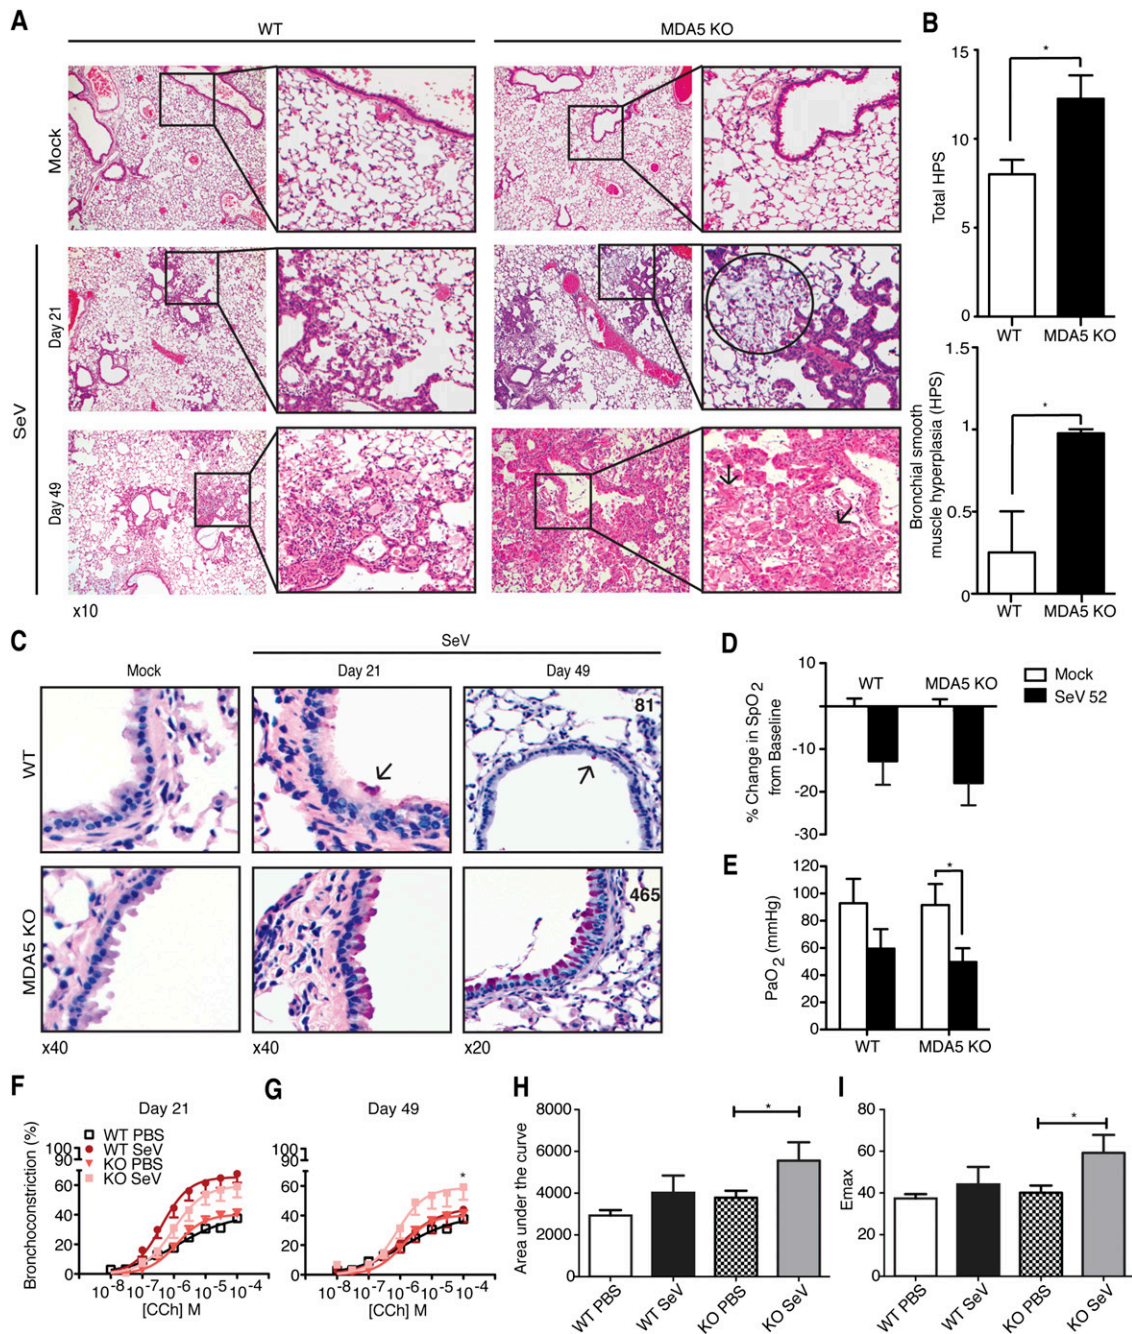 A
WT
MDA5 KO
Mock
SeV
Day 21
Day 49
x10
B
Total HPS
15
10
5
0
WT
MDA5 KO
*
Bronchial smooth
muscle hyperplasia (HPS)
1.5
1
0.5
0
WT
MDA5 KO
*
C
SeV
Mock
Day 21
Day 49
WT
81
MDA5 KO
465
x40
x40
x20
D
% Change in SpO2
from Baseline
10
0
-10
-20
-30
WT
MDA5 KO
Mock
SeV 52
E
PaO2 (mmHg)
120
100
80
60
40
20
0
WT
MDA5 KO
*
F
Day 21
Bronchoconstriction (%)
100
90
80
60
40
20
0
WT PBS
WT SeV
KO PBS
KO SeV
10-8 10-7 10-6 10-5 10-4
[CCh] M
G
Day 49
100
90
80
60
40
20
0
*
10-8 10-7 10-6 10-5 10-4
[CCh] M
H
Area under the curve
8000
6000
4000
2000
0
*
WT PBS
WT SeV
KO PBS
KO SeV
I
Emax
100
80
60
40
20
0
*
WT PBS
WT SeV
KO PBS
KO SeV